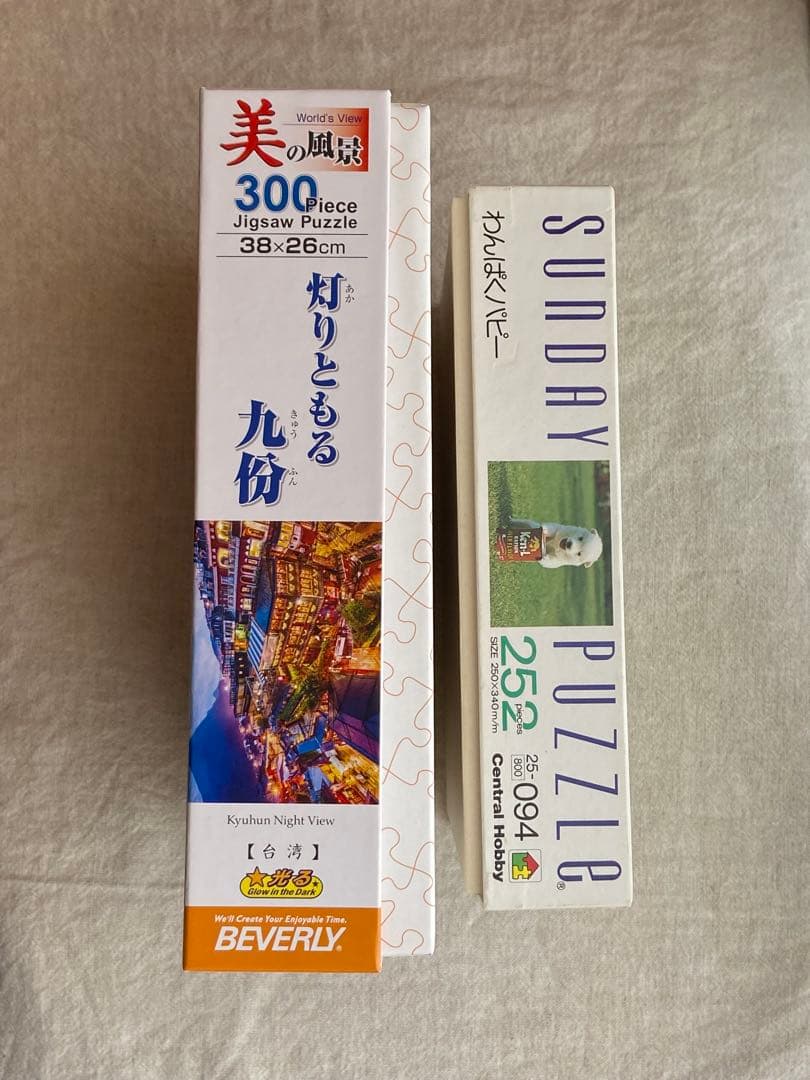 World's View
美の風景
300 Piece
Jigsaw Puzzle
38×26cm
灯りともる
あか
九份
きゅう
ふん
Kyuhun Night View
【台湾】
光る
Glow in the Dark
We'll Create Your Enjoyable Time.
BEVERLY®
SUNDAY PUZZLE®
わんぱくパピー
Ken-L
252 pieces
SIZE 250×340m/m
25-094
800
Central Hobby